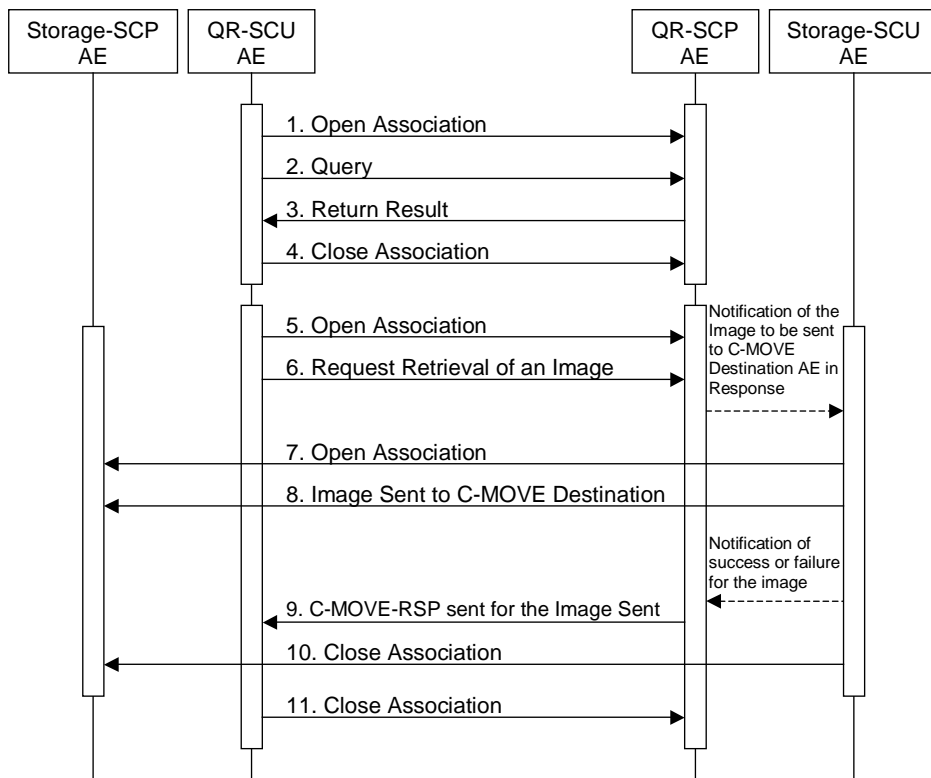 Storage-SCP
AE
QR-SCU
AE
QR-SCP
AE
Storage-SCU
AE
1. Open Association
2. Query
3. Return Result
4. Close Association
5. Open Association
6. Request Retrieval of an Image
Notification of the
Image to be sent
to C-MOVE
Destination AE in
Response
7. Open Association
8. Image Sent to C-MOVE Destination
Notification of
success or failure
for the image
9. C-MOVE-RSP sent for the Image Sent
10. Close Association
11. Close Association